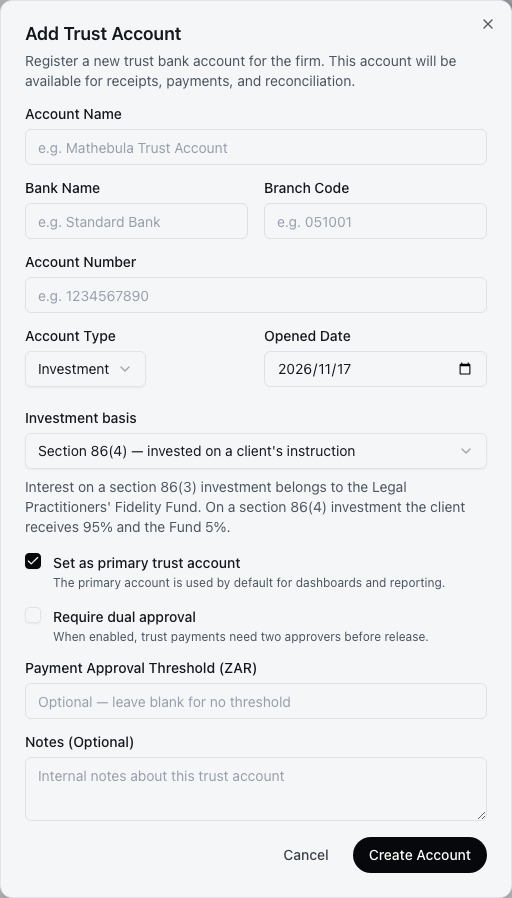 Add Trust Account
Register a new trust bank account for the firm. This account will be
available for receipts, payments, and reconciliation.
Account Name
e.g. Mathebula Trust Account
Bank Name
Branch Code
e.g. Standard Bank
e.g. 051001
Account Number
e.g. 1234567890
Account Type
Opened Date
Investment
2026/11/17
Investment basis
Section 86(4) — invested on a client's instruction
Interest on a section 86(3) investment belongs to the Legal
Practitioners' Fidelity Fund. On a section 86(4) investment the client
receives 95% and the Fund 5%.
Set as primary trust account
The primary account is used by default for dashboards and reporting.
Require dual approval
When enabled, trust payments need two approvers before release.
Payment Approval Threshold (ZAR)
Optional — leave blank for no threshold
Notes (Optional)
Internal notes about this trust account
Cancel
Create Account